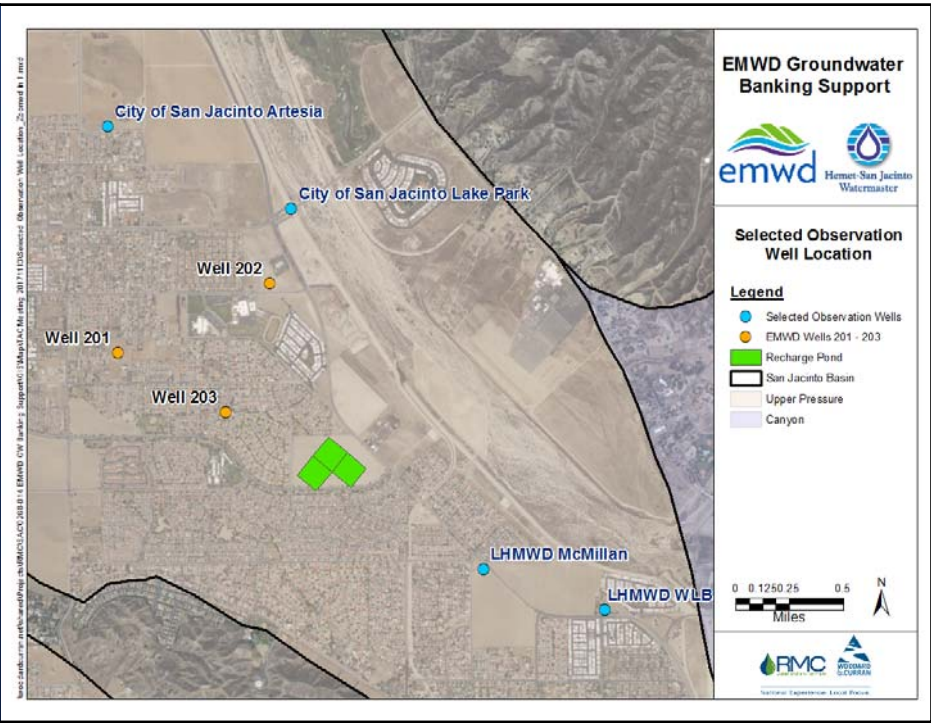 City of San Jacinto Artesia
City of San Jacinto Lake Park
Well 202
Well 201
Well 203
LHMWD McMillan
LHMWD WLB
EMWD Groundwater
Banking Support
emwd
Hemet-San Jacinto
Watermaster
Selected Observation
Well Location
Legend
Selected Observation Wells
EMWD Wells 201 - 203
Recharge Pond
San Jacinto Basin
Upper Pressure
Canyon
0 0.1250.25 0.5
Miles
N
RMC
WOODARD
&CURRAN
National Experience. Local Focus.